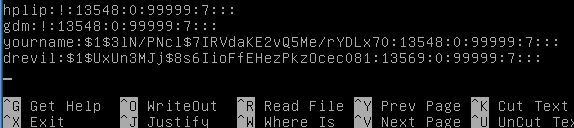 hplip:!:13548:0:99999:7:::
gdm:!:13548:0:99999:7:::
yourname:$1$3lN/PNcl$7IRVdaKE2vQ5Me/rYDLx70:13548:0:99999:7:::
drevil:$1$UxUn3MJj$8s6IioFfEHezPkzOcec081:13569:0:99999:7:::
^G Get Help ^O WriteOut ^R Read File ^Y Prev Page ^K Cut Text
^X Exit ^J Justify ^W Where Is ^V Next Page ^U UnCut Tex